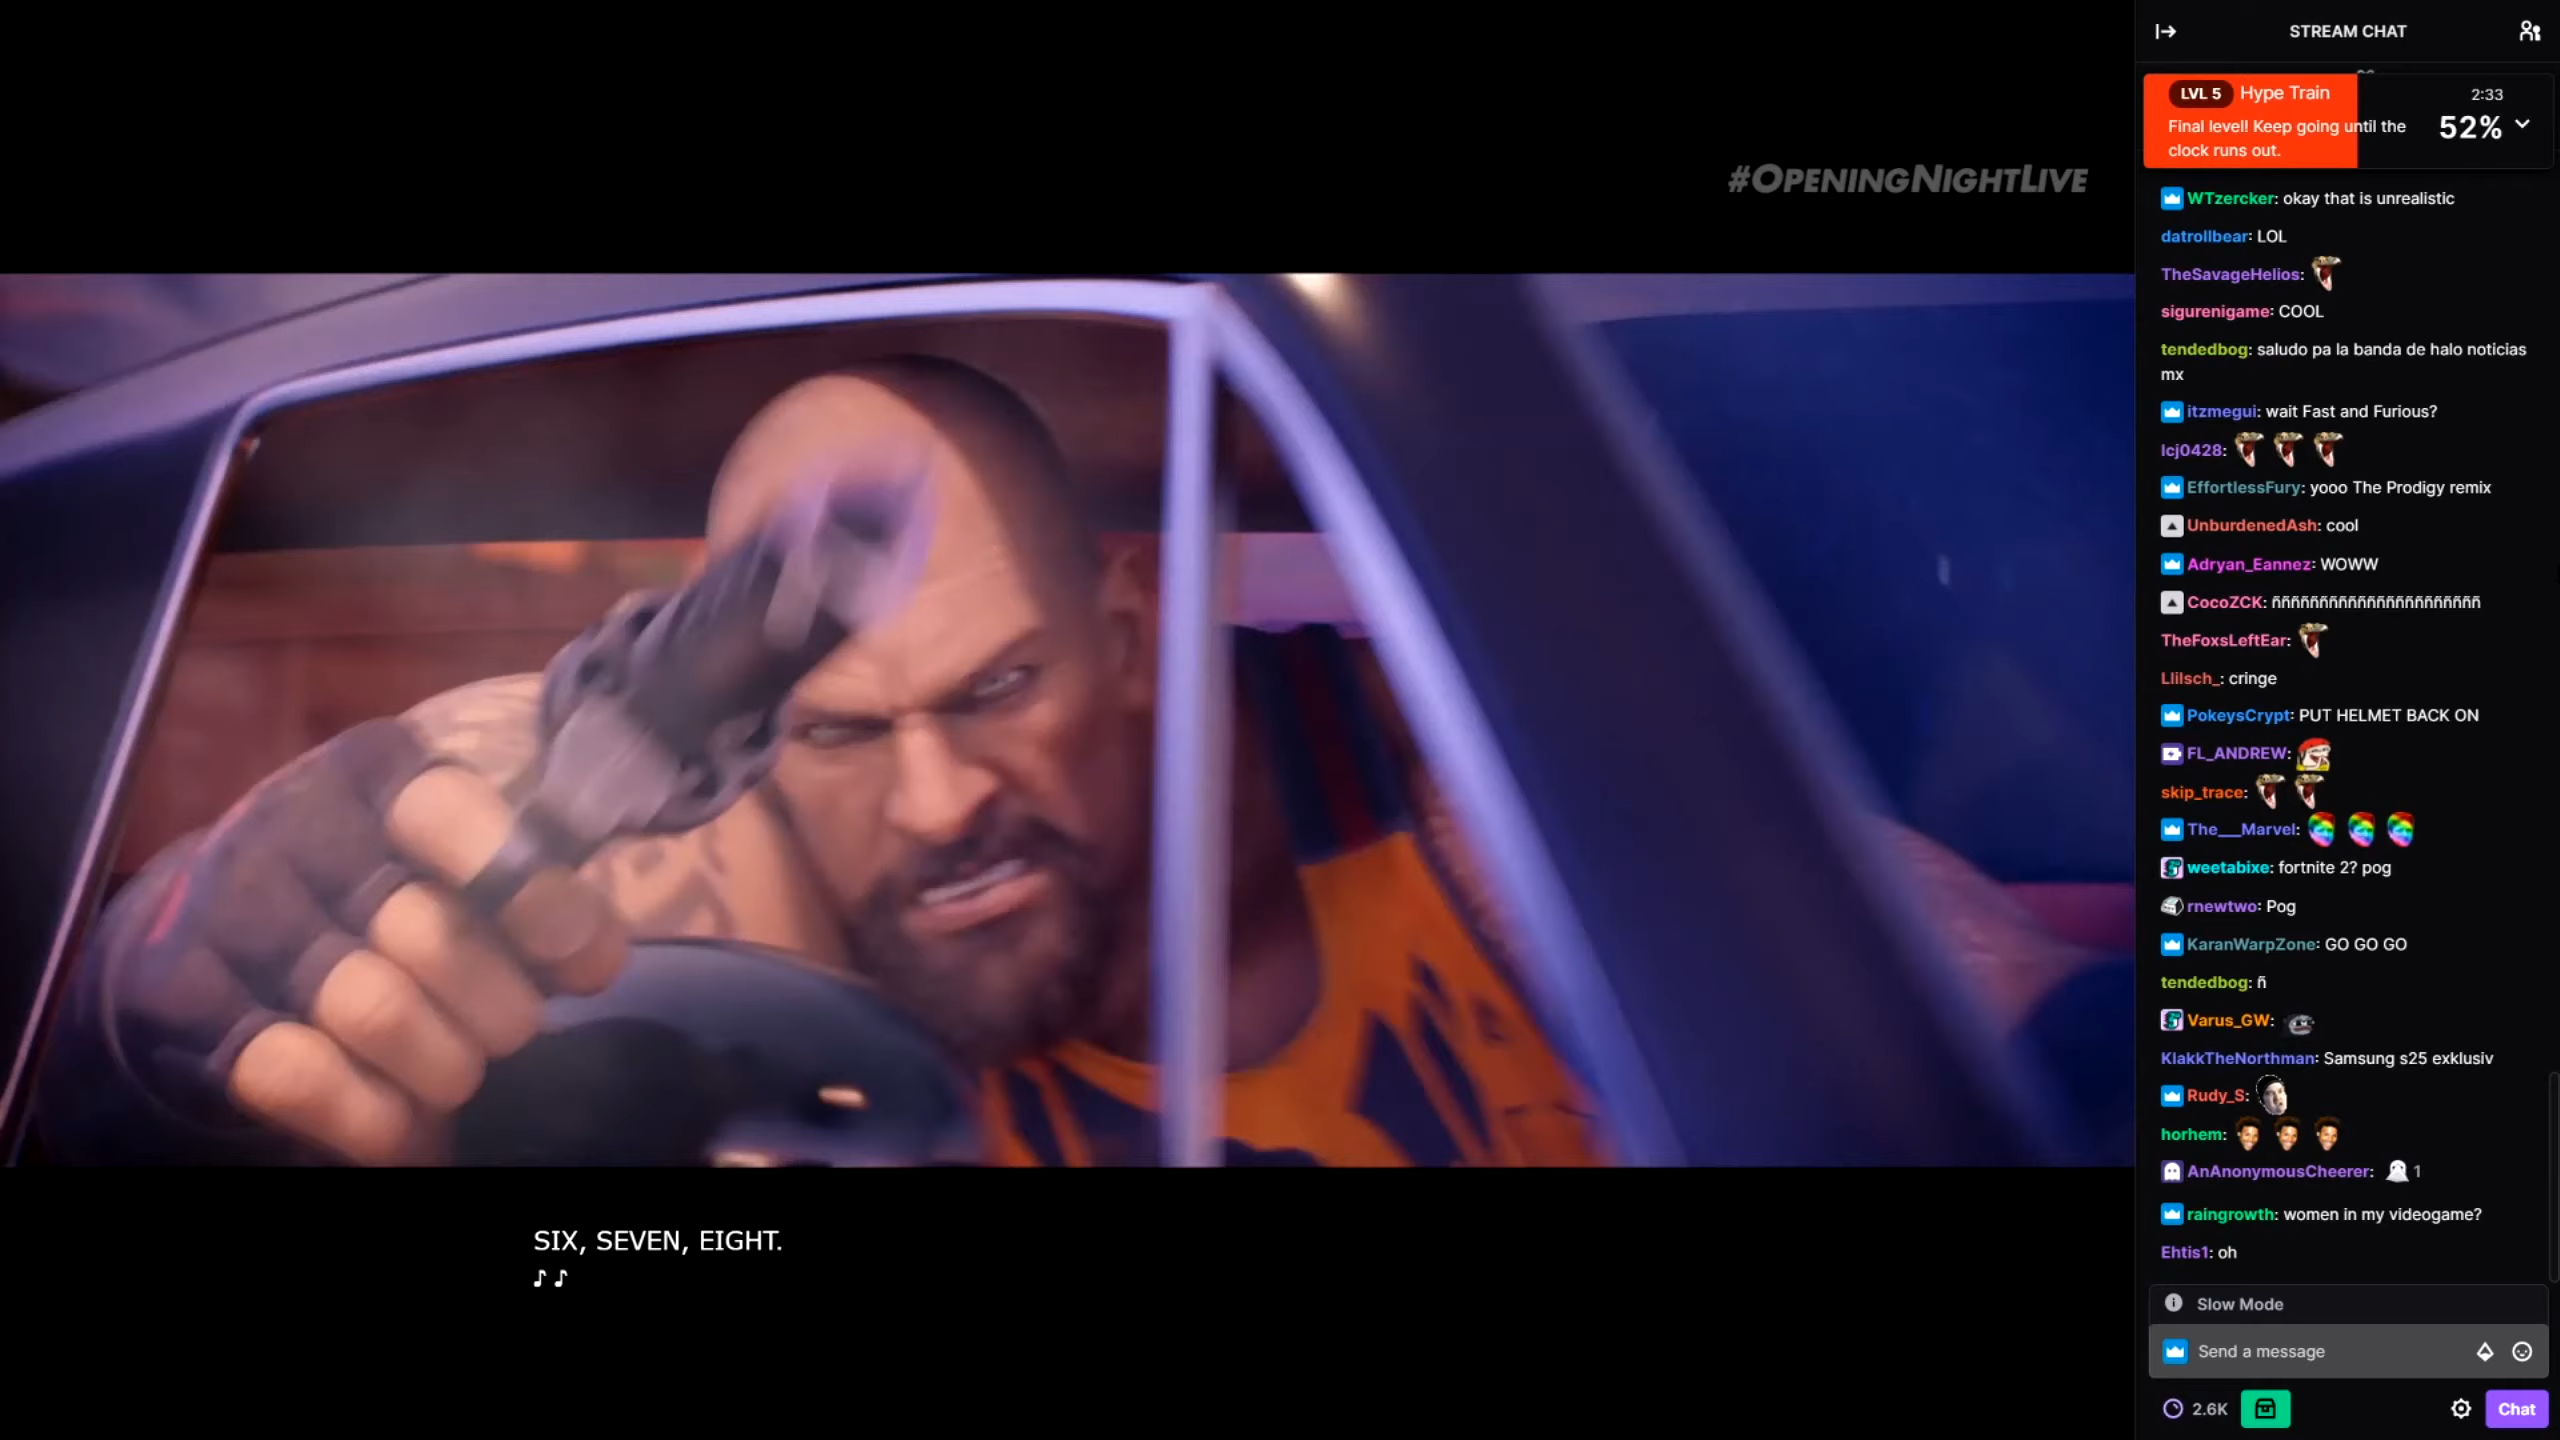 #OPENINGNIGHTLIVE
SIX, SEVEN, EIGHT.
♪ ♪
STREAM CHAT
LVL 5 Hype Train
2:33
Final level! Keep going until the
clock runs out.
52%
WTzercker: okay that is unrealistic
datrollbear: LOL
TheSavageHelios:
sigurenigame: COOL
tendedbog: saludo pa la banda de halo noticias
mx
itzmegui: wait Fast and Furious?
lcj0428:
EffortlessFury: yooo The Prodigy remix
UnburdenedAsh: cool
Adryan_Eannez: WOWW
CocoZCK: ñññññññññññññññññññññññ
TheFoxsLeftEar:
Llilsch_: cringe
PokeysCrypt: PUT HELMET BACK ON
FL_ANDREW:
skip_trace:
The___Marvel:
weetabixe: fortnite 2? pog
rnewtwo: Pog
KaranWarpZone: GO GO GO
tendedbog: ñ
Varus_GW:
KlakkTheNorthman: Samsung s25 exklusiv
Rudy_S:
horhem:
AnAnonymousCheerer: 1
raingrowth: women in my videogame?
Ehtis1: oh
Slow Mode
Send a message
2.6K
Chat